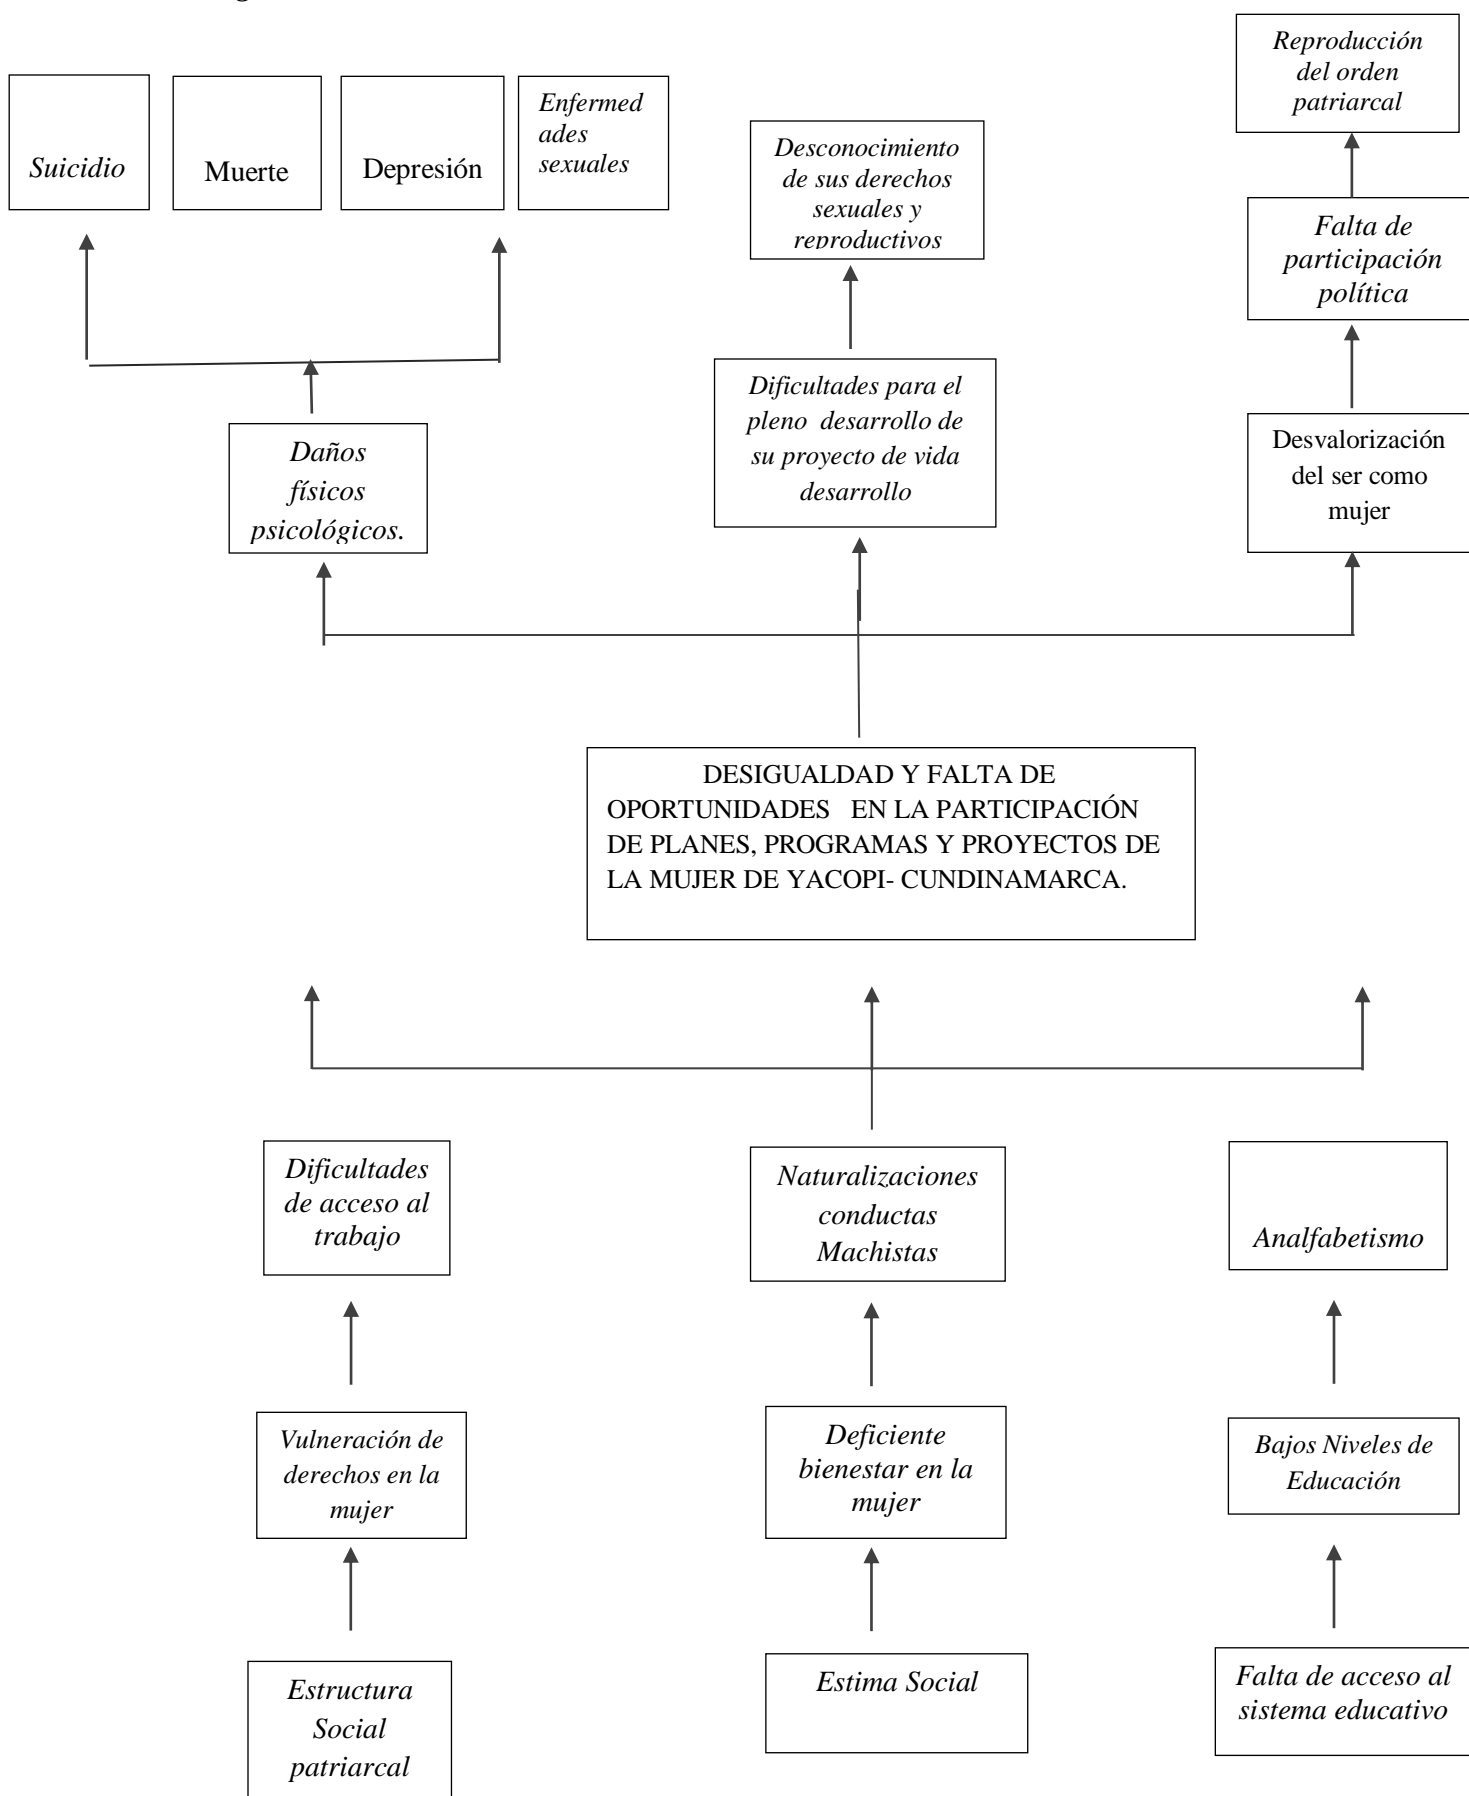 Reproducción
del orden
patriarcal
Suicidio
Muerte
Depresión
Enfermed
ades
sexuales
Desconocimiento
de sus derechos
sexuales y
reproductivos
Falta de
participación
política
Daños
físicos
psicológicos.
Dificultades para el
pleno desarrollo de
su proyecto de vida
desarrollo
Desvalorización
del ser como
mujer
DESIGUALDAD Y FALTA DE
OPORTUNIDADES EN LA PARTICIPACIÓN
DE PLANES, PROGRAMAS Y PROYECTOS DE
LA MUJER DE YACOPI- CUNDINAMARCA.
Dificultades
de acceso al
trabajo
Naturalizaciones
conductas
Machistas
Analfabetismo
Vulneración de
derechos en la
mujer
Deficiente
bienestar en la
mujer
Bajos Niveles de
Educación
Estructura
Social
patriarcal
Estima Social
Falta de acceso al
sistema educativo